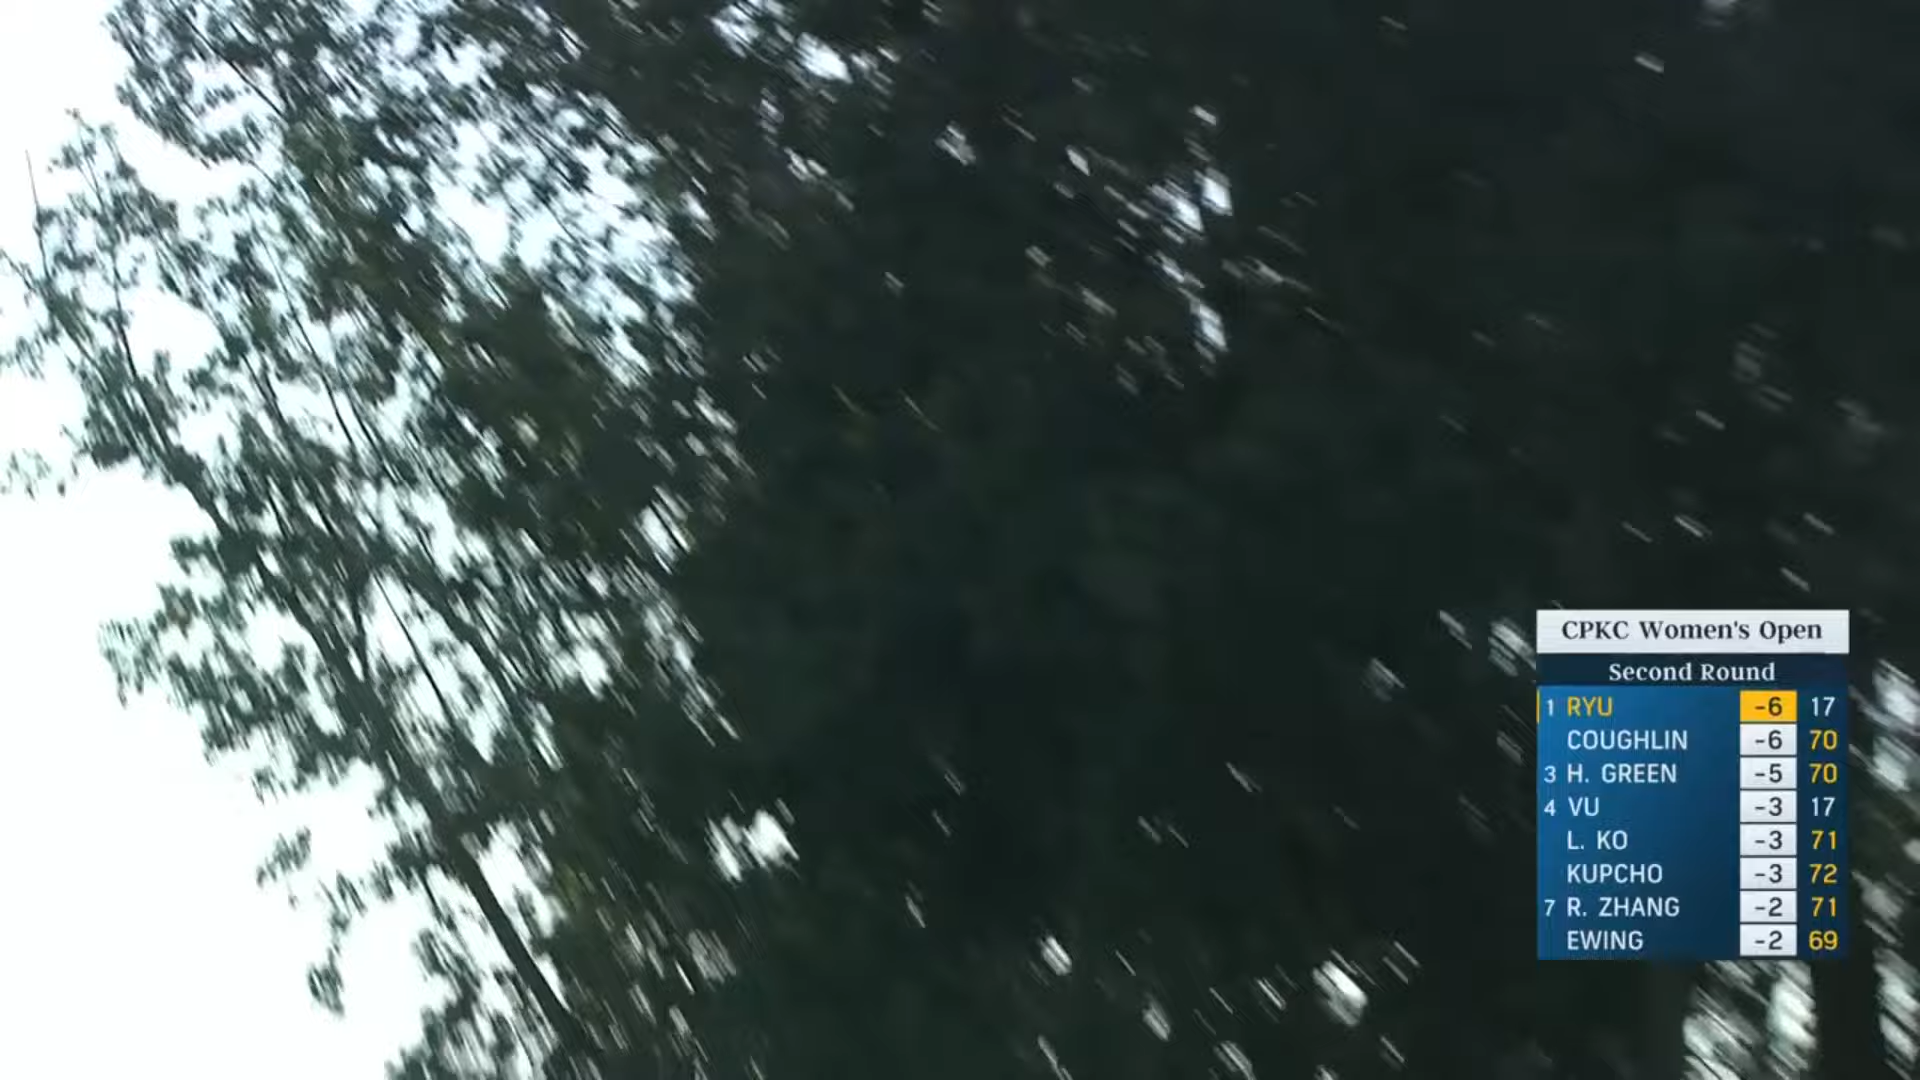 CPKC Women's Open
Second Round
1 RYU -6 17
COUGHLIN -6 70
3 H. GREEN -5 70
4 VU -3 17
L. KO -3 71
KUPCHO -3 72
7 R. ZHANG -2 71
EWING -2 69